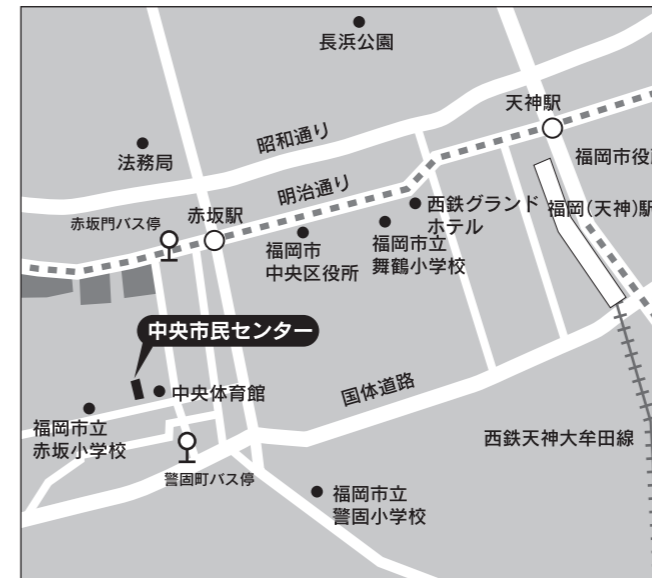 長浜公園
天神駅
昭和通り
法務局
福岡市役
明治通り
赤坂門バス停
赤坂駅
西鉄グランド
ホテル
福岡(天神)駅
福岡市
中央区役所
福岡市立
舞鶴小学校
中央市民センター
中央体育館
国体道路
福岡市立
赤坂小学校
西鉄天神大牟田線
警固町バス停
福岡市立
警固小学校